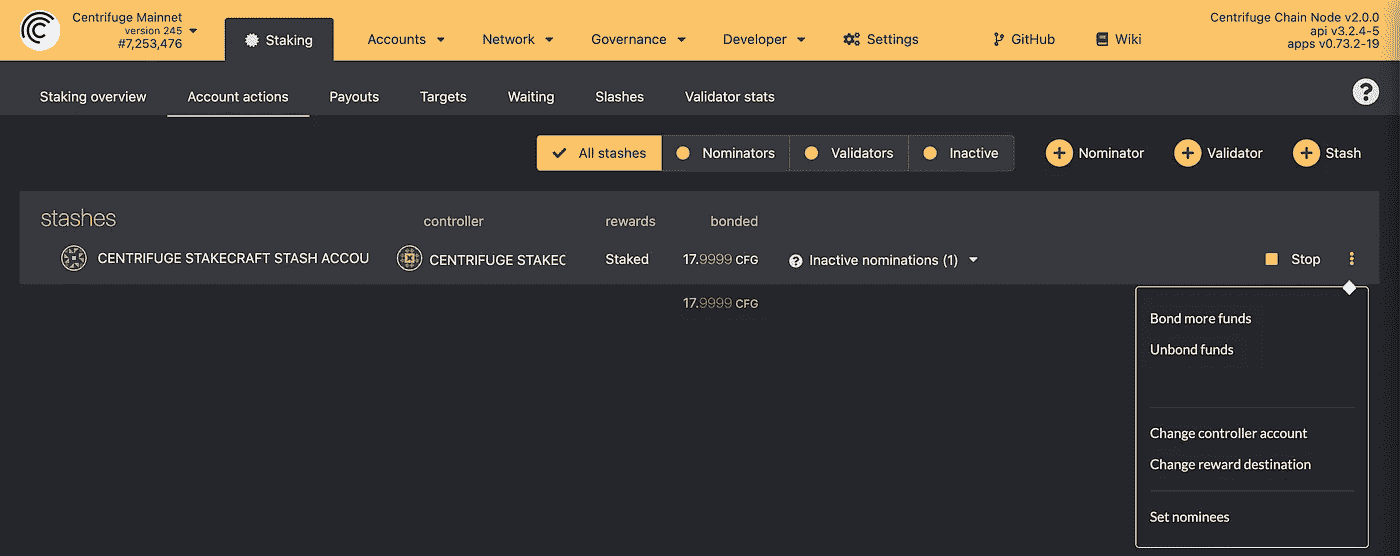 Centrifuge Mainnet
version 245
#7,253,476
Staking
Accounts
Network
Governance
Developer
Settings
GitHub
Wiki
Centrifuge Chain Node v2.0.0
api v3.2.4-5
apps v0.73.2-19
Staking overview
Account actions
Payouts
Targets
Waiting
Slashes
Validator stats
?
All stashes
Nominators
Validators
Inactive
Nominator
Validator
Stash
stashes
controller
rewards
bonded
CENTRIFUGE STAKECRAFT STASH ACCOU
CENTRIFUGE STAKEC
Staked
17.9999 CFG
? Inactive nominations (1)
Stop
17.9999 CFG
Bond more funds
Unbond funds
Change controller account
Change reward destination
Set nominees